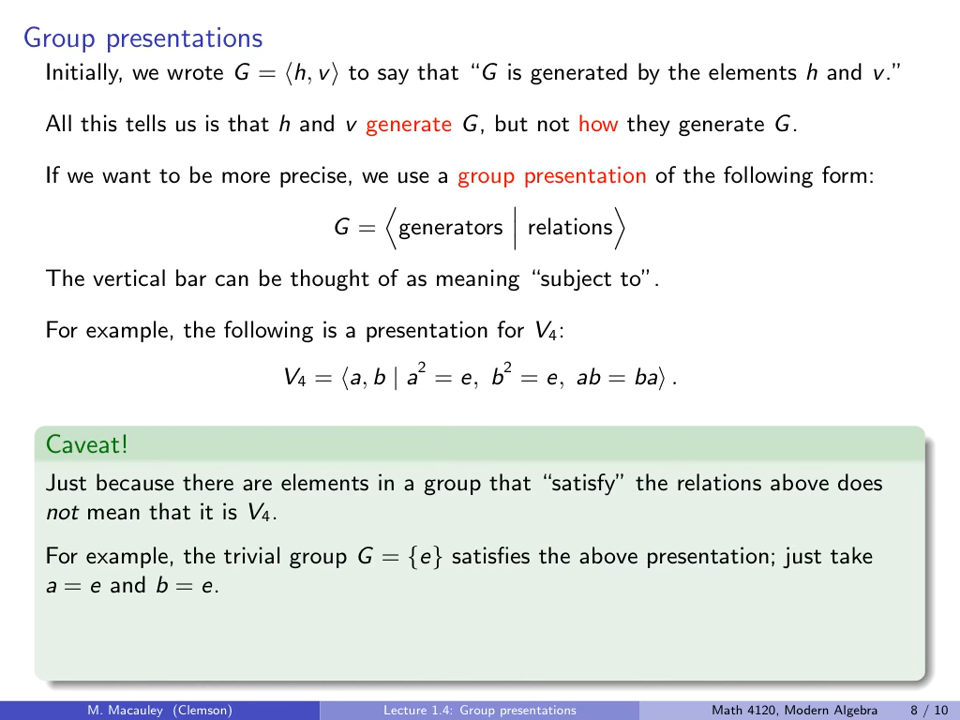 Group presentations
Initially, we wrote G = ⟨h, v⟩ to say that “G is generated by the elements h and v.”
All this tells us is that h and v generate G, but not how they generate G.
If we want to be more precise, we use a group presentation of the following form:
G = ⟨generators | relations⟩
The vertical bar can be thought of as meaning “subject to”.
For example, the following is a presentation for V₄:
V₄ = ⟨a, b | a² = e, b² = e, ab = ba⟩ .
Caveat!
Just because there are elements in a group that “satisfy” the relations above does
not mean that it is V₄.
For example, the trivial group G = {e} satisfies the above presentation; just take
a = e and b = e.
M. Macauley (Clemson) Lecture 1.4: Group presentations Math 4120, Modern Algebra 8 / 10